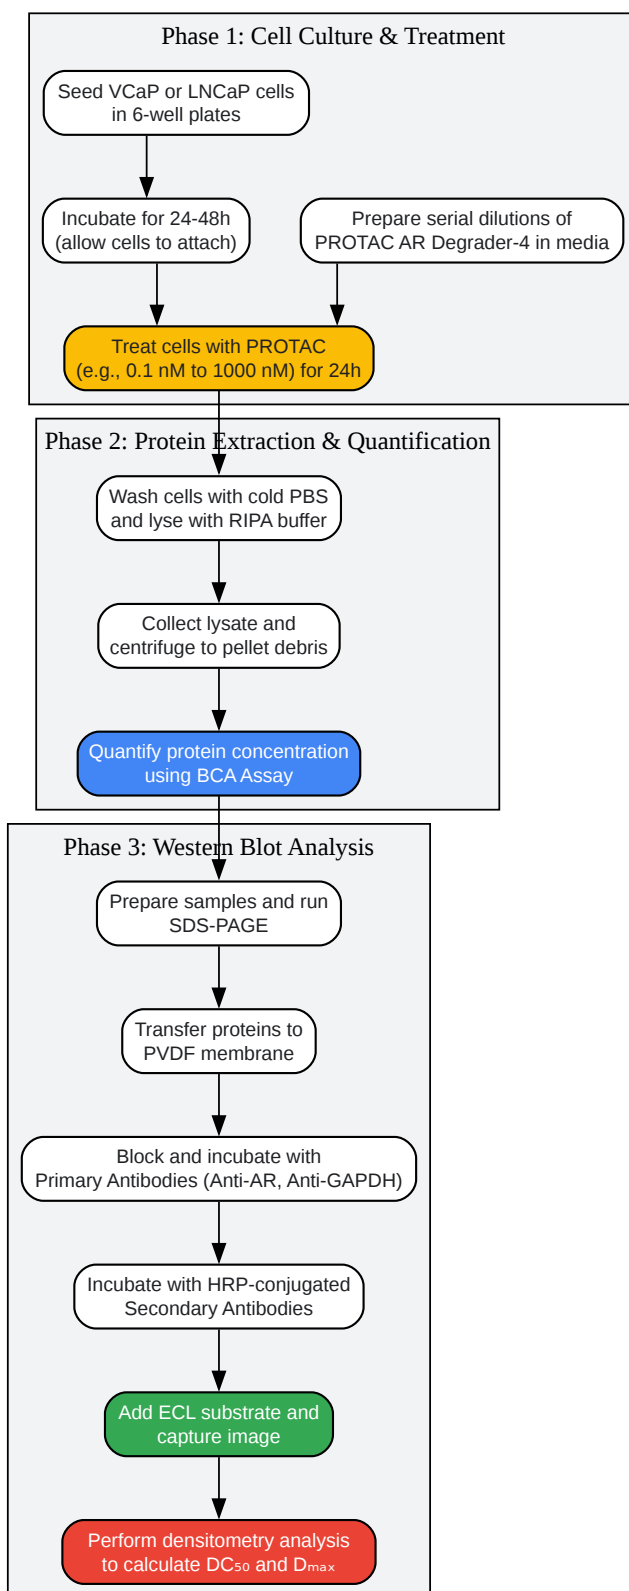 Phase 1: Cell Culture & Treatment
Seed VCaP or LNCaP cells
in 6-well plates
Incubate for 24-48h
(allow cells to attach)
Prepare serial dilutions of
PROTAC AR Degrader-4 in media
Treat cells with PROTAC
(e.g., 0.1 nM to 1000 nM) for 24h
Phase 2: Protein Extraction & Quantification
Wash cells with cold PBS
and lyse with RIPA buffer
Collect lysate and
centrifuge to pellet debris
Quantify protein concentration
using BCA Assay
Phase 3: Western Blot Analysis
Prepare samples and run
SDS-PAGE
Transfer proteins to
PVDF membrane
Block and incubate with
Primary Antibodies (Anti-AR, Anti-GAPDH)
Incubate with HRP-conjugated
Secondary Antibodies
Add ECL substrate and
capture image
Perform densitometry analysis
to calculate DC₅₀ and Dₘₐₓ